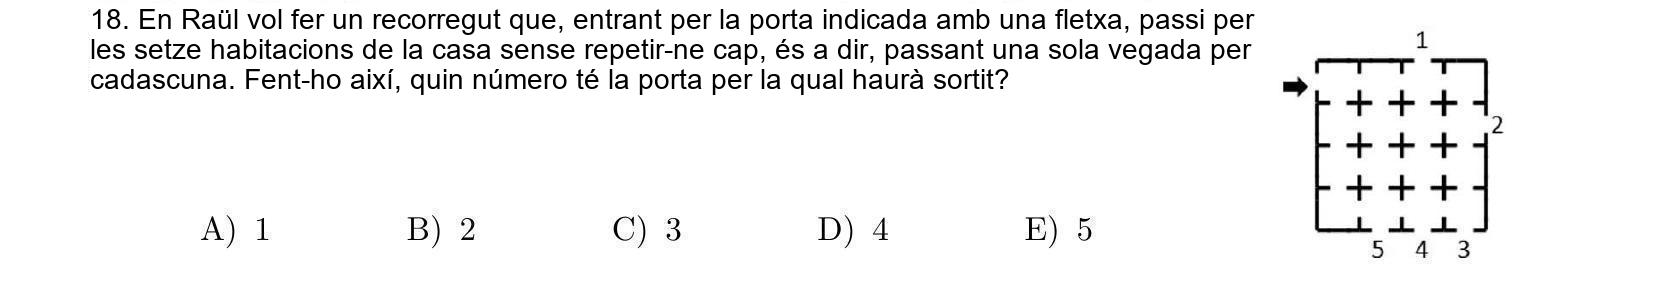 18. En Raül vol fer un recorregut que, entrant per la porta indicada amb una fletxa, passi per
les setze habitacions de la casa sense repetir-ne cap, és a dir, passant una sola vegada per
cadascuna. Fent-ho així, quin número té la porta per la qual haurà sortit?
1
2
5 4 3
A) 1 B) 2 C) 3 D) 4 E) 5